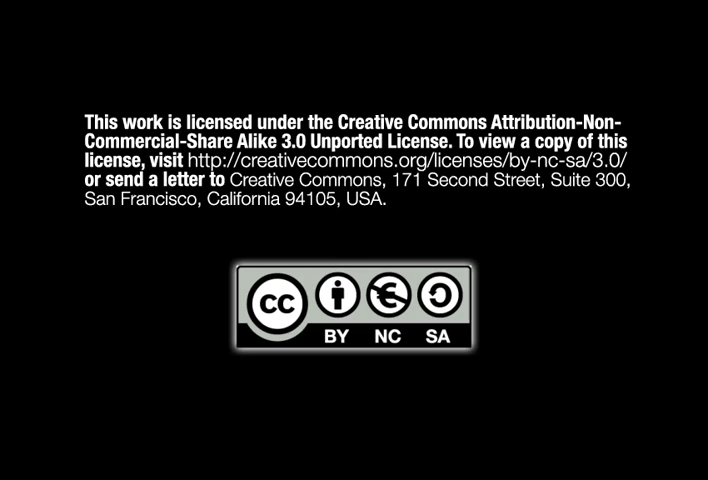 This work is licensed under the Creative Commons Attribution-Non-
Commercial-Share Alike 3.0 Unported License. To view a copy of this
license, visit http://creativecommons.org/licenses/by-nc-sa/3.0/
or send a letter to Creative Commons, 171 Second Street, Suite 300,
San Francisco, California 94105, USA.
cc
BY NC SA